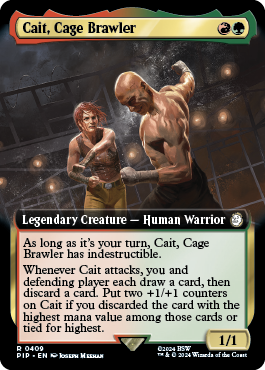 Cait, Cage Brawler
Legendary Creature — Human Warrior
As long as it's your turn, Cait, Cage
Brawler has indestructible.
Whenever Cait attacks, you and
defending player each draw a card, then
discard a card. Put two +1/+1 counters
on Cait if you discarded the card with the
highest mana value among those cards or
tied for highest.
1/1
R 0409
PIP • EN Joseph Meehan
©2024 BSW
™ & © 2024 Wizards of the Coast